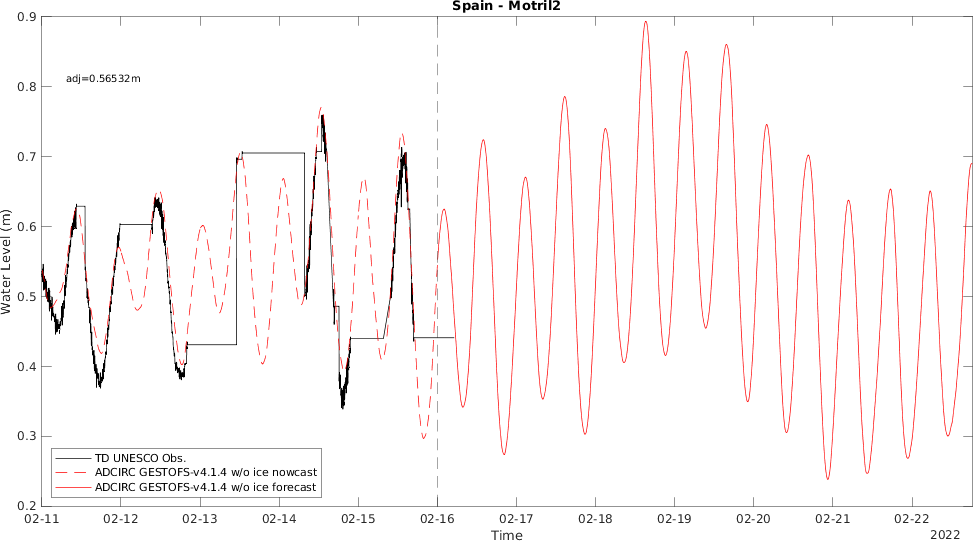 Spain - Motril2
0.9
0.8
0.7
0.6
0.5
0.4
0.3
0.2
Water Level (m)
adj=0.56532m
TD UNESCO Obs.
ADCIRC GESTOFS-v4.1.4 w/o ice nowcast
ADCIRC GESTOFS-v4.1.4 w/o ice forecast
02-11 02-12 02-13 02-14 02-15 02-16 02-17 02-18 02-19 02-20 02-21 02-22
Time
2022